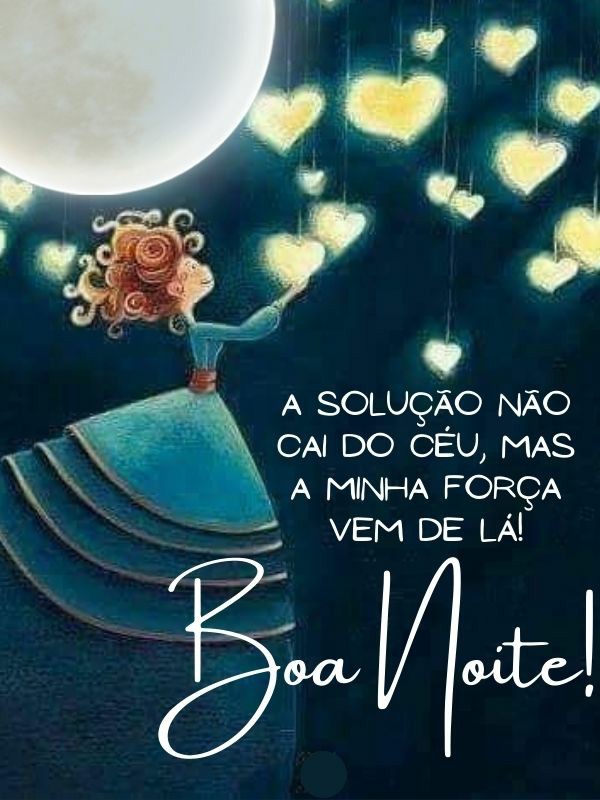 A SOLUÇÃO NÃO
CAI DO CÉU, MAS
A MINHA FORÇA
VEM DE LÁ!
Boa Noite!